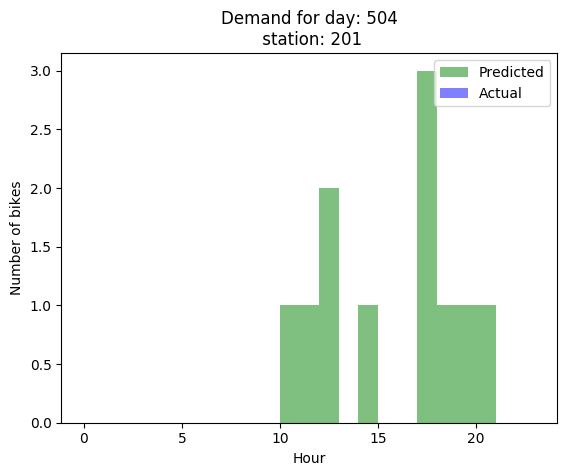 Demand for day: 504
station: 201
Predicted
Actual
3.0
2.5
2.0
1.5
1.0
0.5
0.0
Number of bikes
0 5 10 15 20
Hour